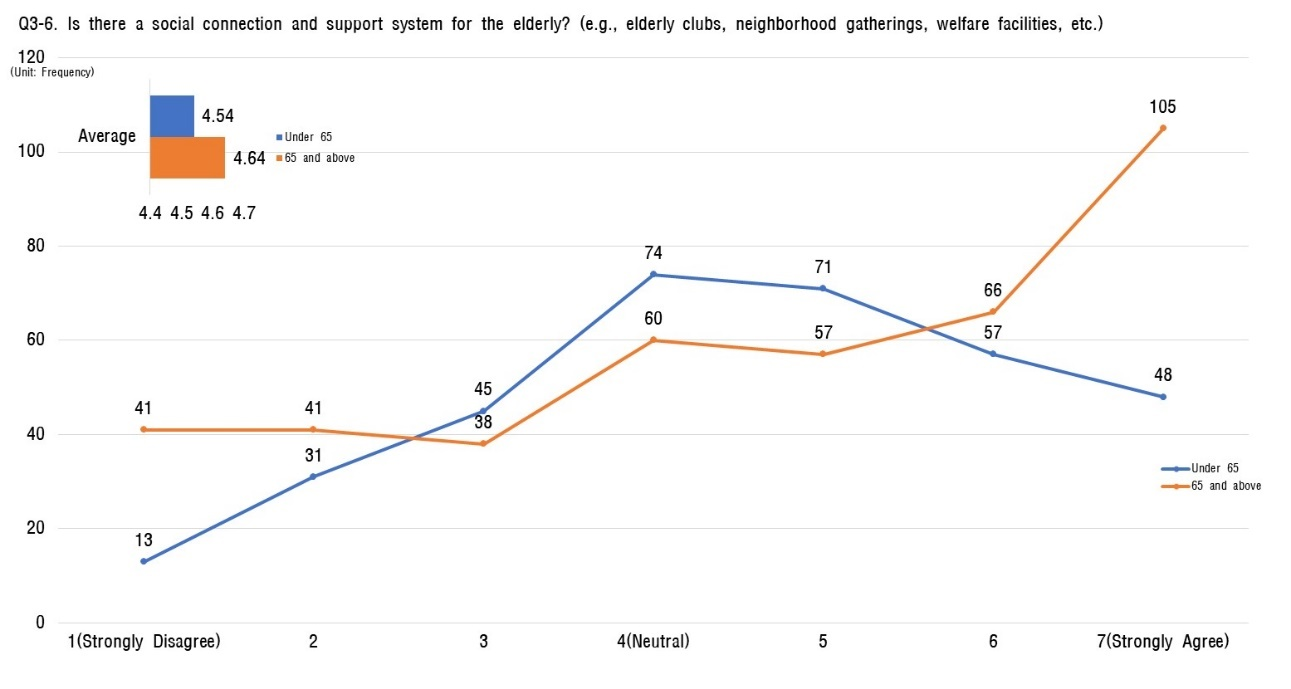 Q3-6. Is there a social connection and support system for the elderly? (e.g., elderly clubs, neighborhood gatherings, welfare facilities, etc.)
120
(Unit: Frequency)
4.54
Average
Under 65
4.64
65 and above
4.4 4.5 4.6 4.7
100
80
60
40
20
0
105
74
71
66
60
57
57
48
45
38
41
41
31
13
Under 65
65 and above
1(Strongly Disagree) 2 3 4(Neutral) 5 6 7(Strongly Agree)